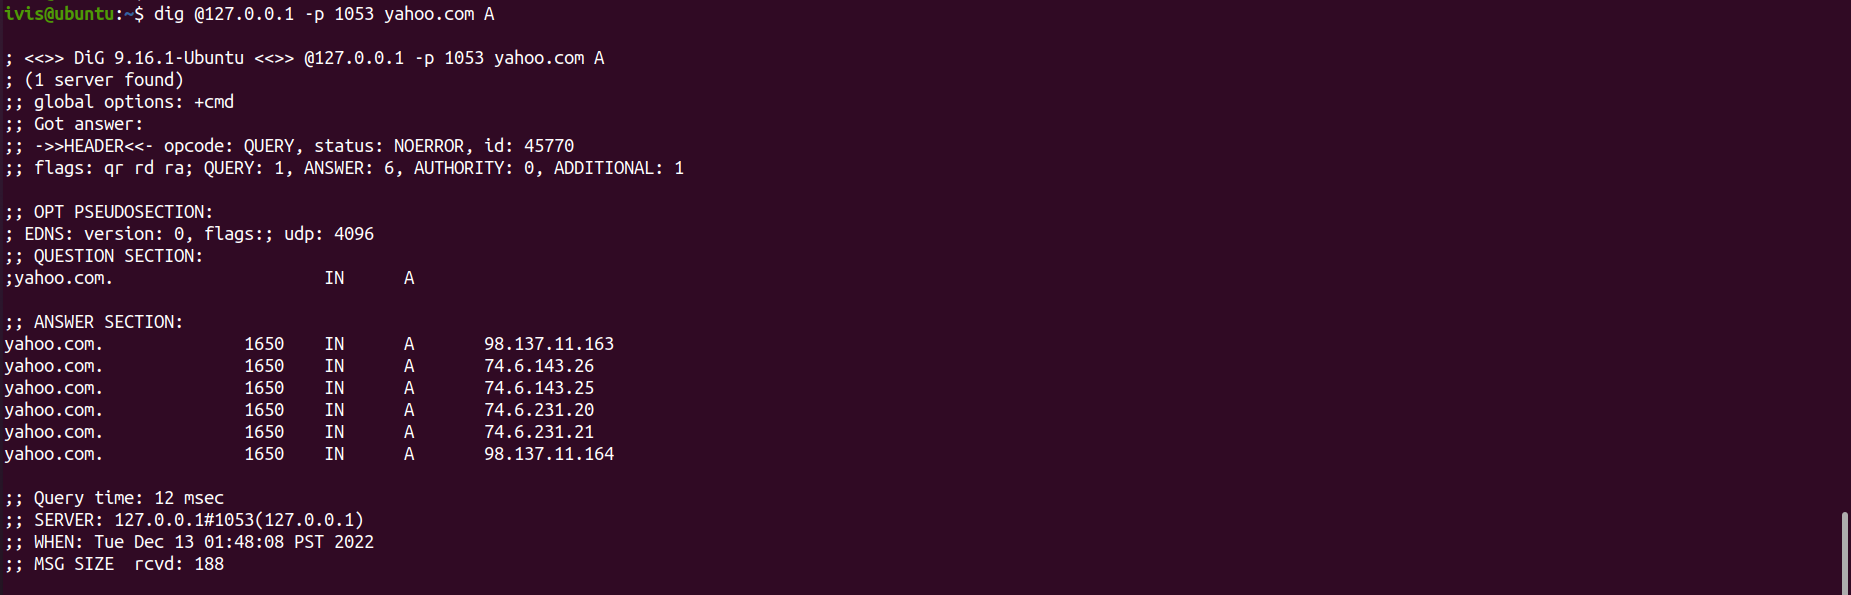 ivis@ubuntu:~$ dig @127.0.0.1 -p 1053 yahoo.com A
; <<>> DiG 9.16.1-Ubuntu <<>> @127.0.0.1 -p 1053 yahoo.com A
; (1 server found)
;; global options: +cmd
;; Got answer:
;; ->>HEADER<<- opcode: QUERY, status: NOERROR, id: 45770
;; flags: qr rd ra; QUERY: 1, ANSWER: 6, AUTHORITY: 0, ADDITIONAL: 1
;; OPT PSEUDOSECTION:
; EDNS: version: 0, flags:; udp: 4096
;; QUESTION SECTION:
;yahoo.com. IN A
;; ANSWER SECTION:
yahoo.com. 1650 IN A 98.137.11.163
yahoo.com. 1650 IN A 74.6.143.26
yahoo.com. 1650 IN A 74.6.143.25
yahoo.com. 1650 IN A 74.6.231.20
yahoo.com. 1650 IN A 74.6.231.21
yahoo.com. 1650 IN A 98.137.11.164
;; Query time: 12 msec
;; SERVER: 127.0.0.1#1053(127.0.0.1)
;; WHEN: Tue Dec 13 01:48:08 PST 2022
;; MSG SIZE  rcvd: 188